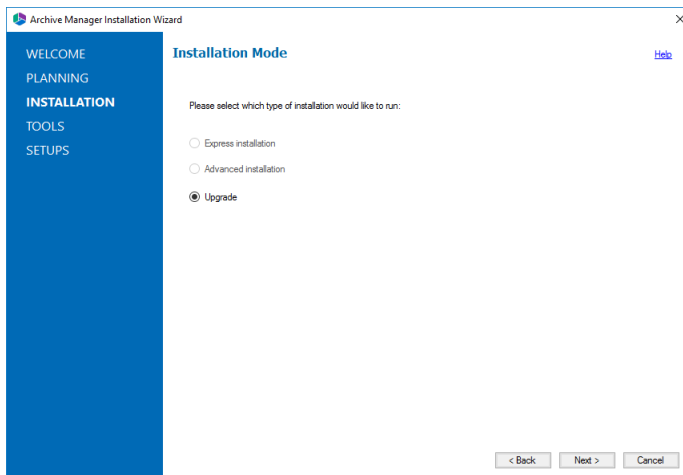 Archive Manager Installation Wizard
WELCOME
PLANNING
INSTALLATION
TOOLS
SETUPS
Installation Mode
Help
Please select which type of installation would like to run:
Express installation
Advanced installation
Upgrade
< Back
Next >
Cancel